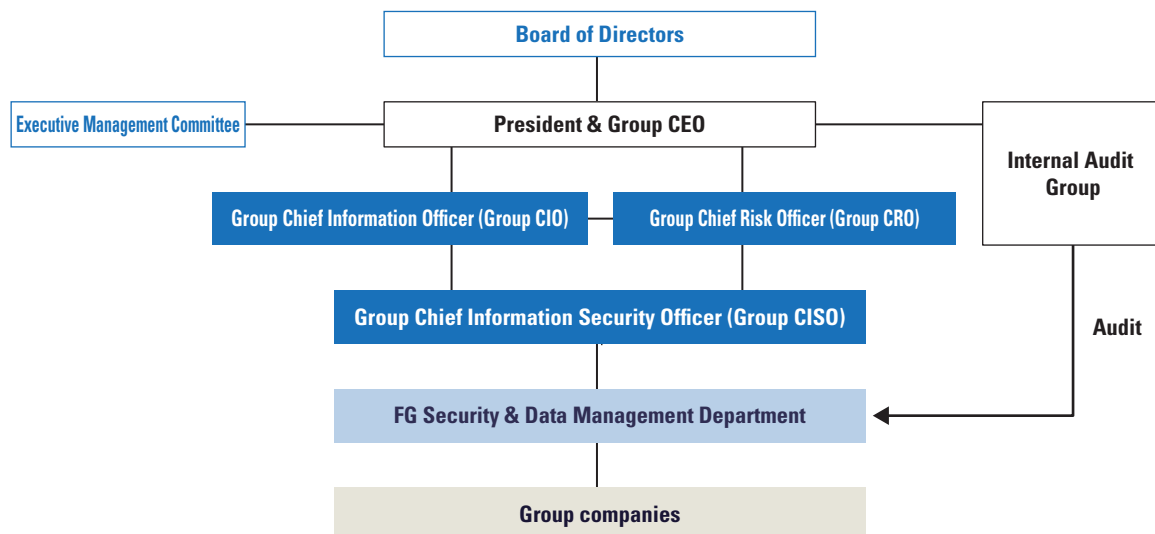 Board of Directors
Executive Management Committee
President & Group CEO
Internal Audit
Group
Group Chief Information Officer (Group CIO)
Group Chief Risk Officer (Group CRO)
Group Chief Information Security Officer (Group CISO)
Audit
FG Security & Data Management Department
Group companies